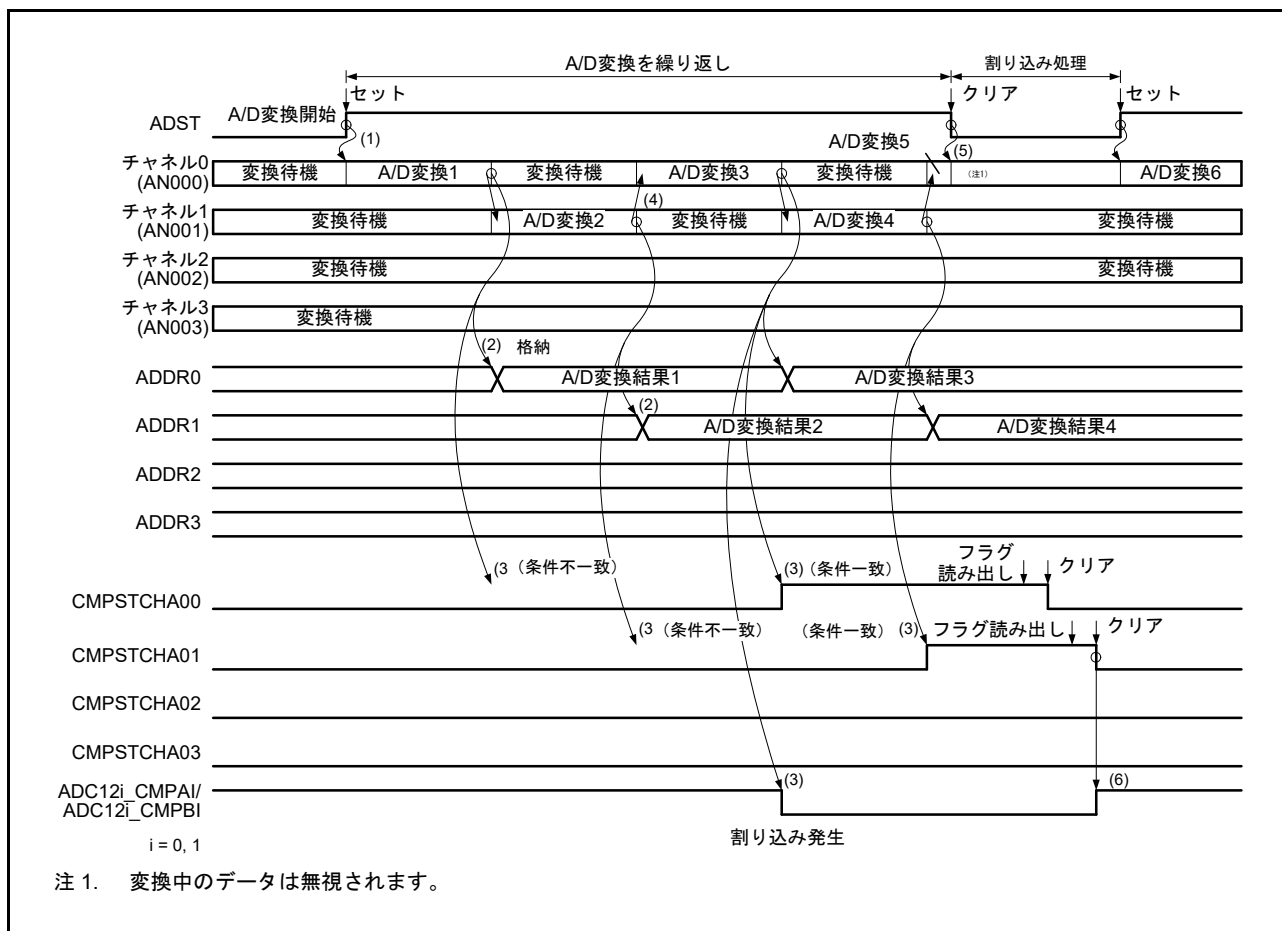 A/D変換を繰り返し
割り込み処理
セット
クリア
セット
ADST
A/D変換開始
(1)
A/D変換5
(5)
チャネル0
(AN000)
変換待機
A/D変換1
変換待機
A/D変換3
変換待機
(注1)
A/D変換6
(4)
チャネル1
(AN001)
変換待機
A/D変換2
変換待機
A/D変換4
変換待機
チャネル2
(AN002)
変換待機
変換待機
チャネル3
(AN003)
変換待機
(2) 格納
ADDR0
A/D変換結果1
A/D変換結果3
(2)
ADDR1
A/D変換結果2
A/D変換結果4
ADDR2
ADDR3
(3(条件不一致)
(3)(条件一致)
フラグ
読み出し
クリア
CMPSTCHA00
(3(条件不一致)
(条件一致)(3)
フラグ読み出し
クリア
CMPSTCHA01
CMPSTCHA02
CMPSTCHA03
ADC12i_CMPAI/
ADC12i_CMPBI
(3)
(6)
割り込み発生
i = 0, 1
注 1. 変換中のデータは無視されます。